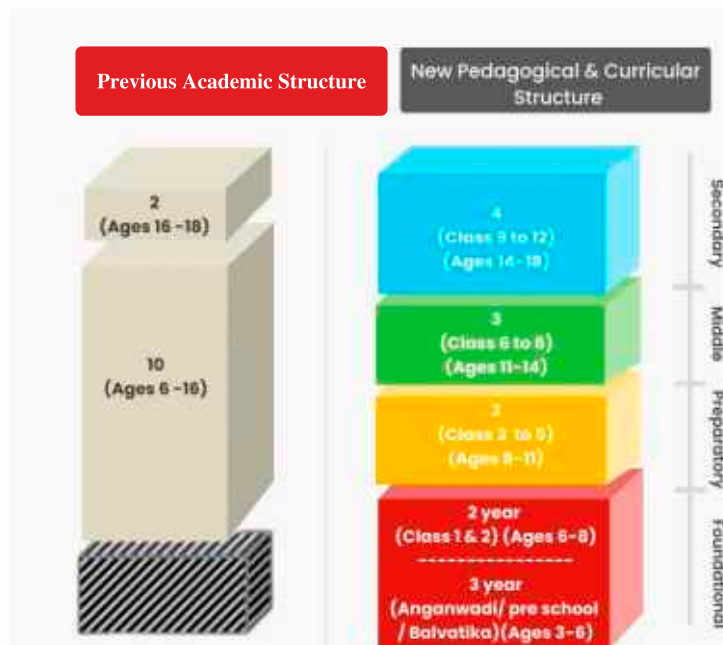 Previous Academic Structure
New Pedagogical & Curricular
Structure
2
(Ages 16 -18)
10
(Ages 6 -16)
4
(Class 9 to 12)
(Ages 14-18)
Secondary
3
(Class 6 to 8)
(Ages 11-14)
Middle
3
(Class 3 to 5)
(Ages 8-11)
Preparatory
2 year
(Class 1 & 2) (Ages 6-8)
3 year
(Anganwadi/ pre school
/ Balvatika)(Ages 3-6)
Foundational